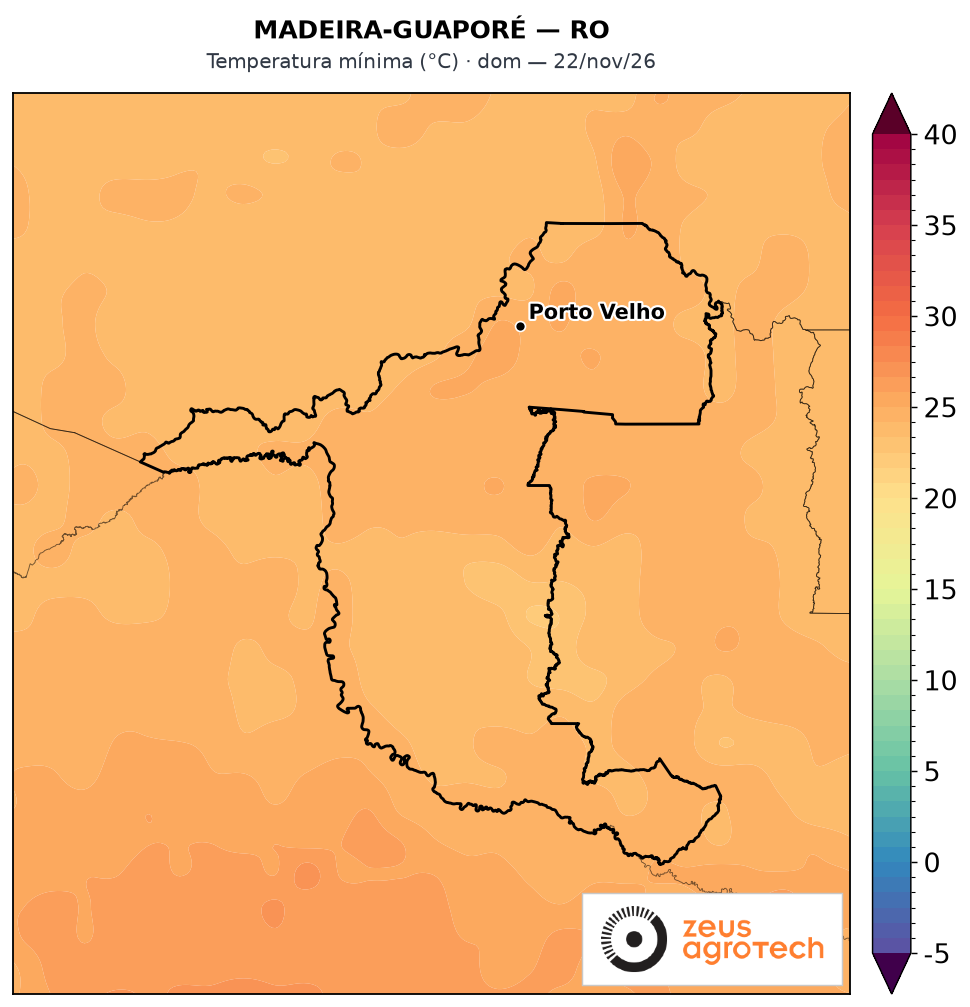 MADEIRA-GUAPORÉ — RO
Temperatura mínima (°C) · dom — 22/nov/26
Porto Velho
40
35
30
25
20
15
10
5
0
-5
zeus
agrotech